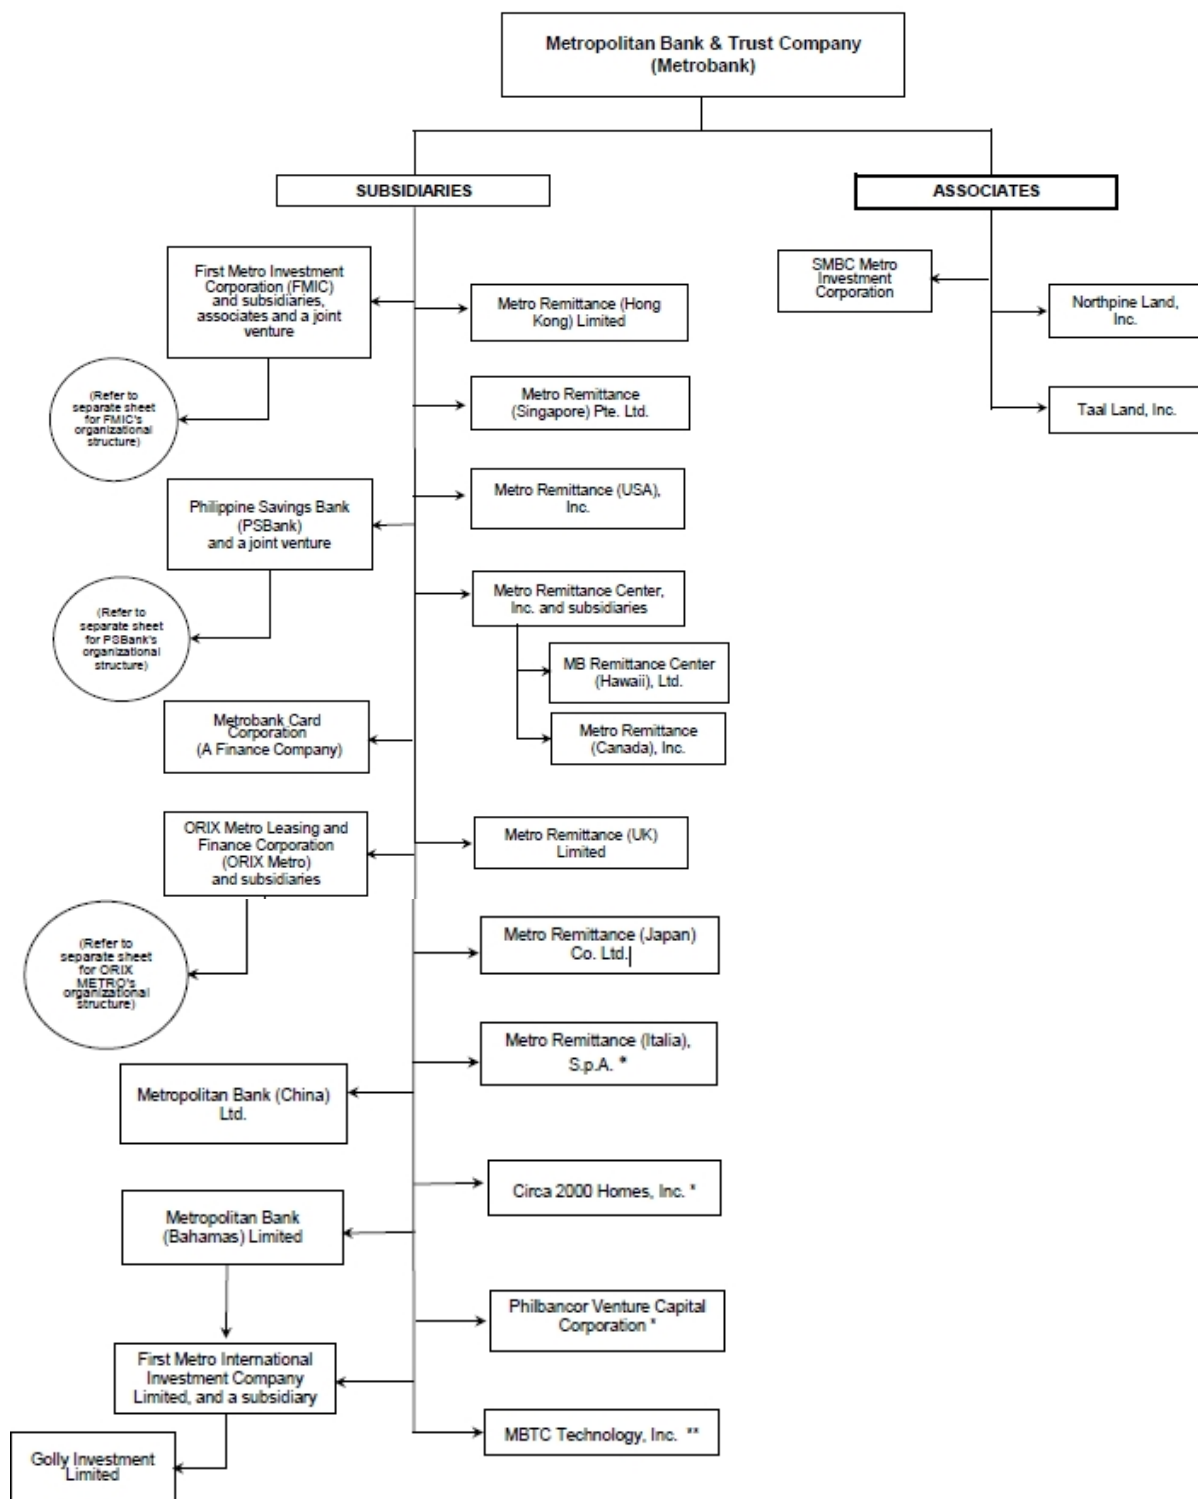 Metropolitan Bank & Trust Company
(Metrobank)
SUBSIDIARIES
ASSOCIATES
First Metro Investment
Corporation (FMIC)
and subsidiaries,
associates and a joint
venture
(Refer to
separate sheet
for FMIC's
organizational
structure)
Philippine Savings Bank
(PSBank)
and a joint venture
(Refer to
separate sheet
for PSBank's
organizational
structure)
Metrobank Card
Corporation
(A Finance Company)
ORIX Metro Leasing and
Finance Corporation
(ORIX Metro)
and subsidiaries
(Refer to
separate sheet
for ORIX
METRO's
organizational
structure)
Metropolitan Bank (China)
Ltd.
Metropolitan Bank
(Bahamas) Limited
First Metro International
Investment Company
Limited, and a subsidiary
Golly Investment
Limited
Metro Remittance (Hong
Kong) Limited
Metro Remittance
(Singapore) Pte. Ltd.
Metro Remittance (USA),
Inc.
Metro Remittance Center,
Inc. and subsidiaries
MB Remittance Center
(Hawaii), Ltd.
Metro Remittance
(Canada), Inc.
Metro Remittance (UK)
Limited
Metro Remittance (Japan)
Co. Ltd.
Metro Remittance (Italia),
S.p.A. *
Circa 2000 Homes, Inc. *
Philbancor Venture Capital
Corporation *
MBTC Technology, Inc. **
SMBC Metro
Investment
Corporation
Northpine Land,
Inc.
Taal Land, Inc.